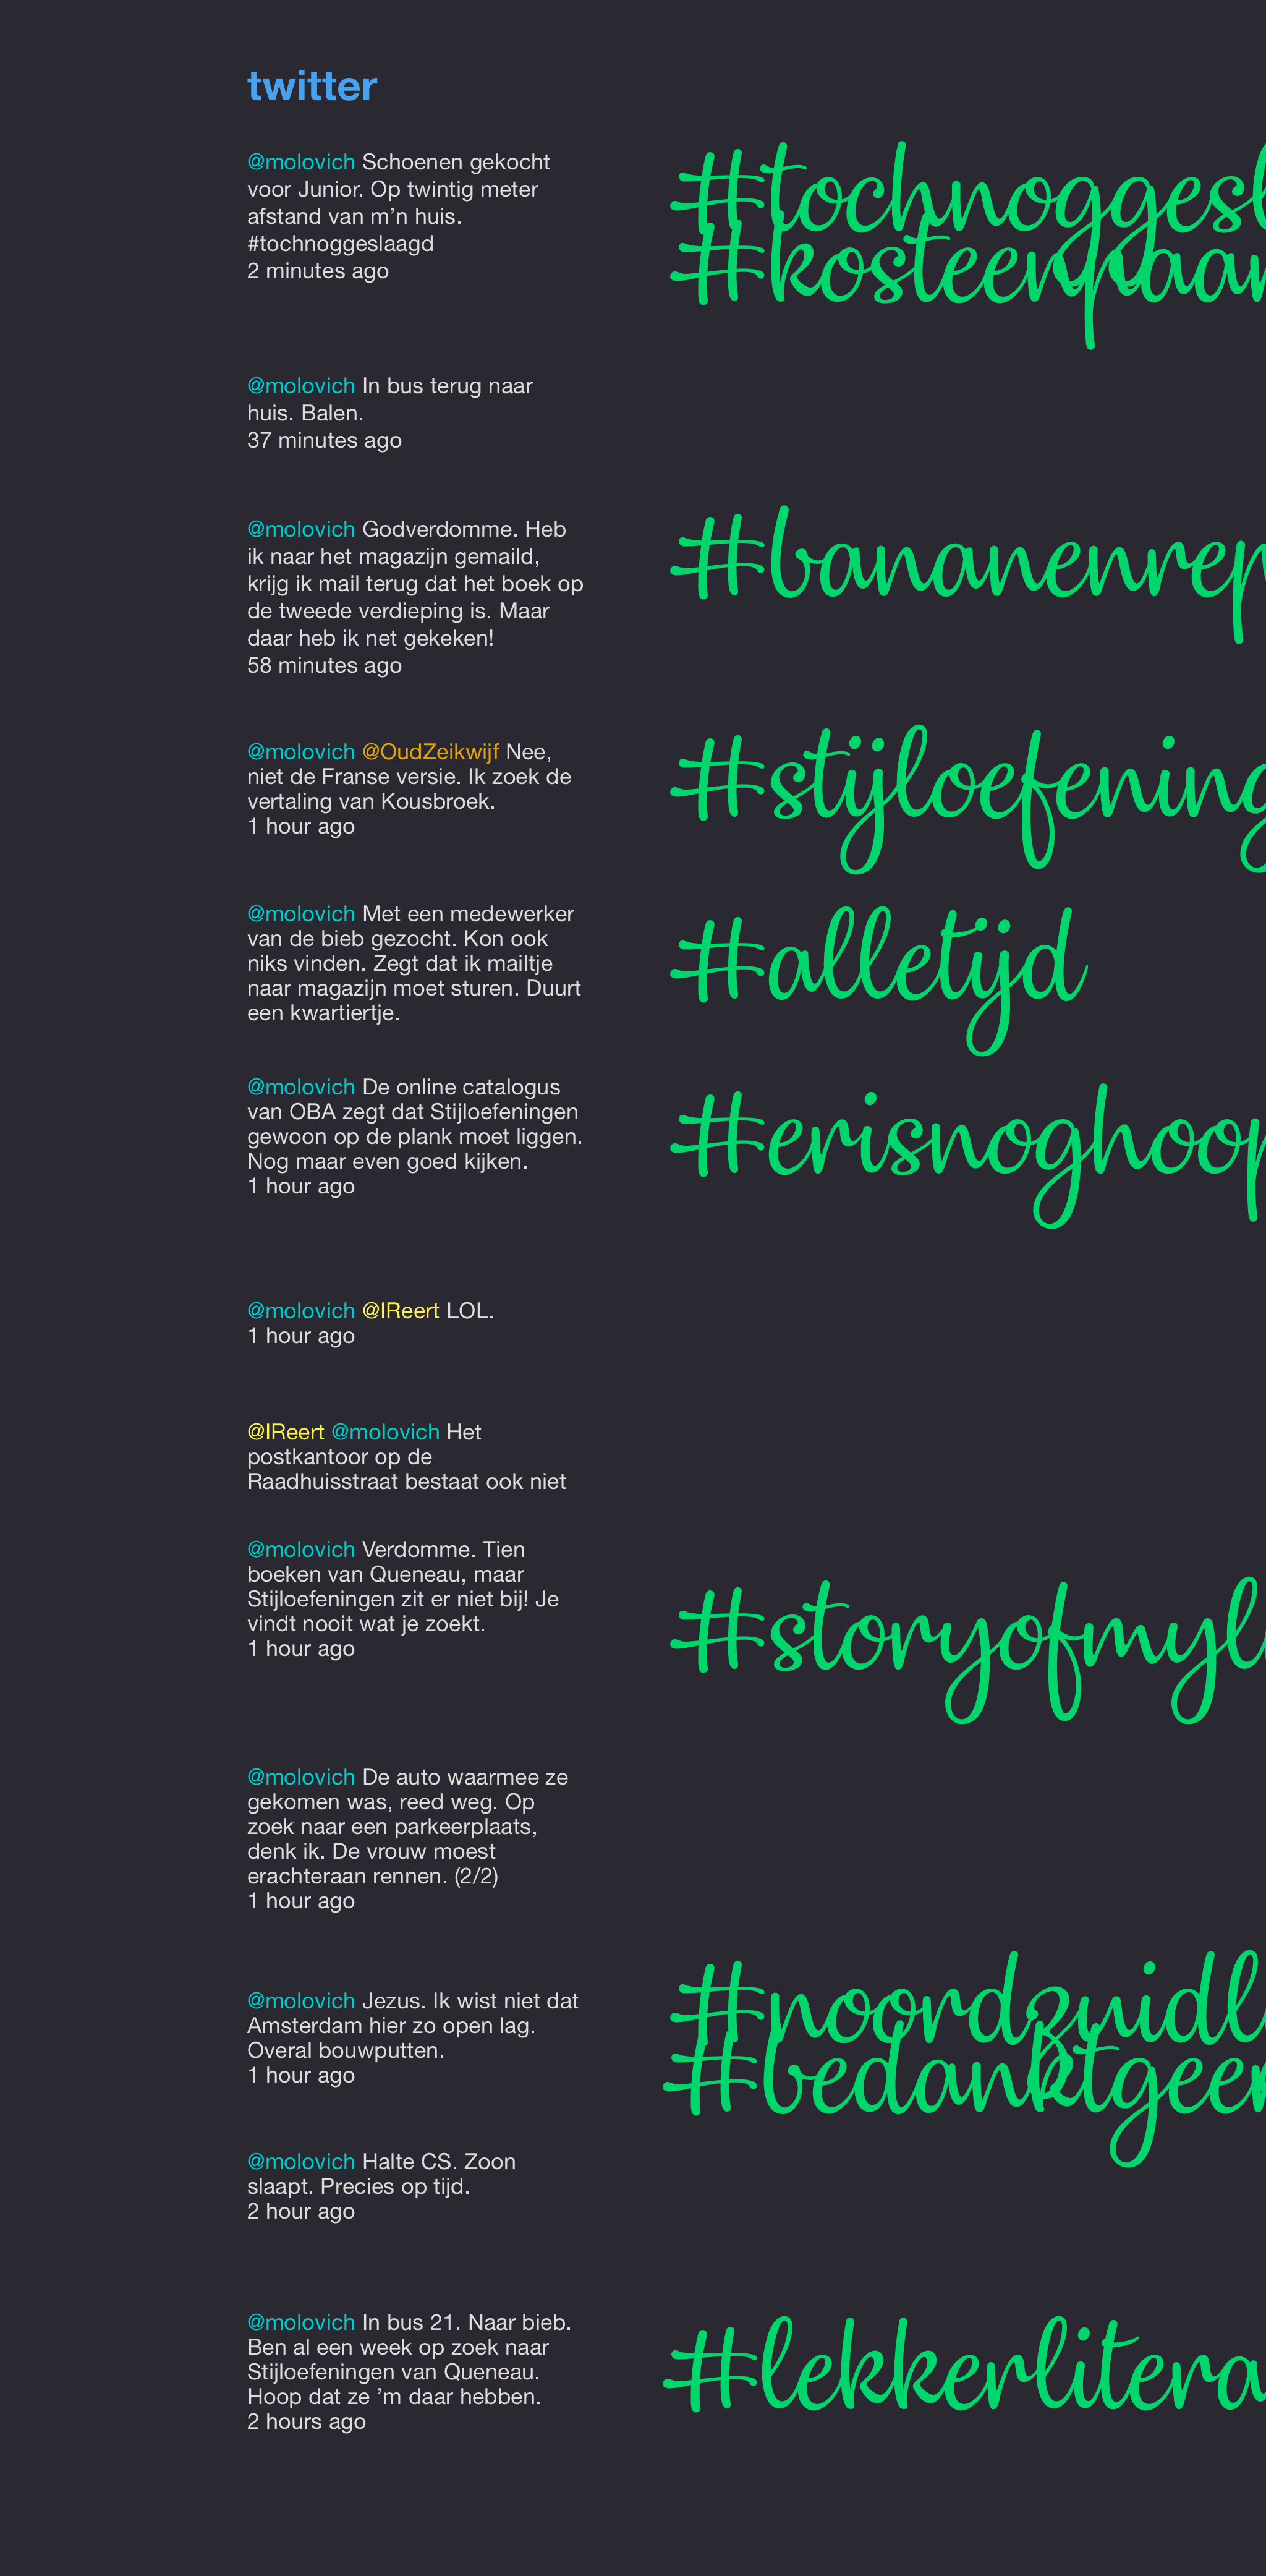 twitter
@molovich Schoenen gekocht
voor Junior. Op twintig meter
afstand van m’n huis.
#tochnoggeslaagd
2 minutes ago
#tochnogges
#kosteenpaar
@molovich In bus terug naar
huis. Balen.
37 minutes ago
@molovich Godverdomme. Heb
ik naar het magazijn gemaild,
krijg ik mail terug dat het boek op
de tweede verdieping is. Maar
daar heb ik net gekeken!
58 minutes ago
#bananenrep
@molovich @OudZeikwijf Nee,
niet de Franse versie. Ik zoek de
vertaling van Kousbroek.
1 hour ago
#stijloefening
@molovich Met een medewerker
van de bieb gezocht. Kon ook
niks vinden. Zegt dat ik mailtje
naar magazijn moet sturen. Duurt
een kwartiertje.
#alletijd
@molovich De online catalogus
van OBA zegt dat Stijloefeningen
gewoon op de plank moet liggen.
Nog maar even goed kijken.
1 hour ago
#erisnoghoop
@molovich @IReert LOL.
1 hour ago
@IReert @molovich Het
postkantoor op de
Raadhuisstraat bestaat ook niet
@molovich Verdomme. Tien
boeken van Queneau, maar
Stijloefeningen zit er niet bij! Je
vindt nooit wat je zoekt.
1 hour ago
#storyofmyl
@molovich De auto waarmee ze
gekomen was, reed weg. Op
zoek naar een parkeerplaats,
denk ik. De vrouw moest
erachteraan rennen. (2/2)
1 hour ago
@molovich Jezus. Ik wist niet dat
Amsterdam hier zo open lag.
Overal bouwputten.
1 hour ago
#noordzuidl
#bedanktgeer
@molovich Halte CS. Zoon
slaapt. Precies op tijd.
2 hour ago
@molovich In bus 21. Naar bieb.
Ben al een week op zoek naar
Stijloefeningen van Queneau.
Hoop dat ze ’m daar hebben.
2 hours ago
#lekkerlitera